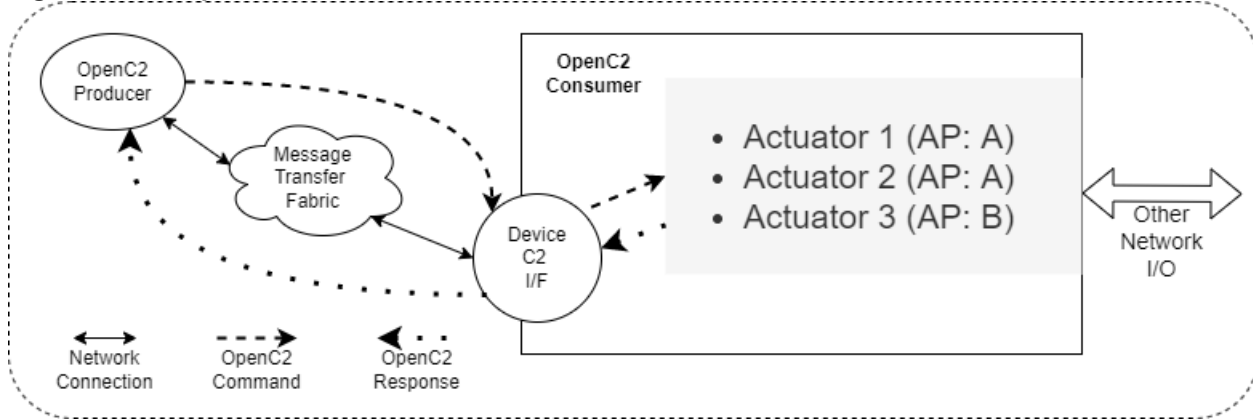 OpenC2
Producer
Message
Transfer
Fabric
OpenC2
Consumer
• Actuator 1 (AP: A)
• Actuator 2 (AP: A)
• Actuator 3 (AP: B)
Device
C2
I/F
Other
Network
I/O
Network
Connection
OpenC2
Command
OpenC2
Response